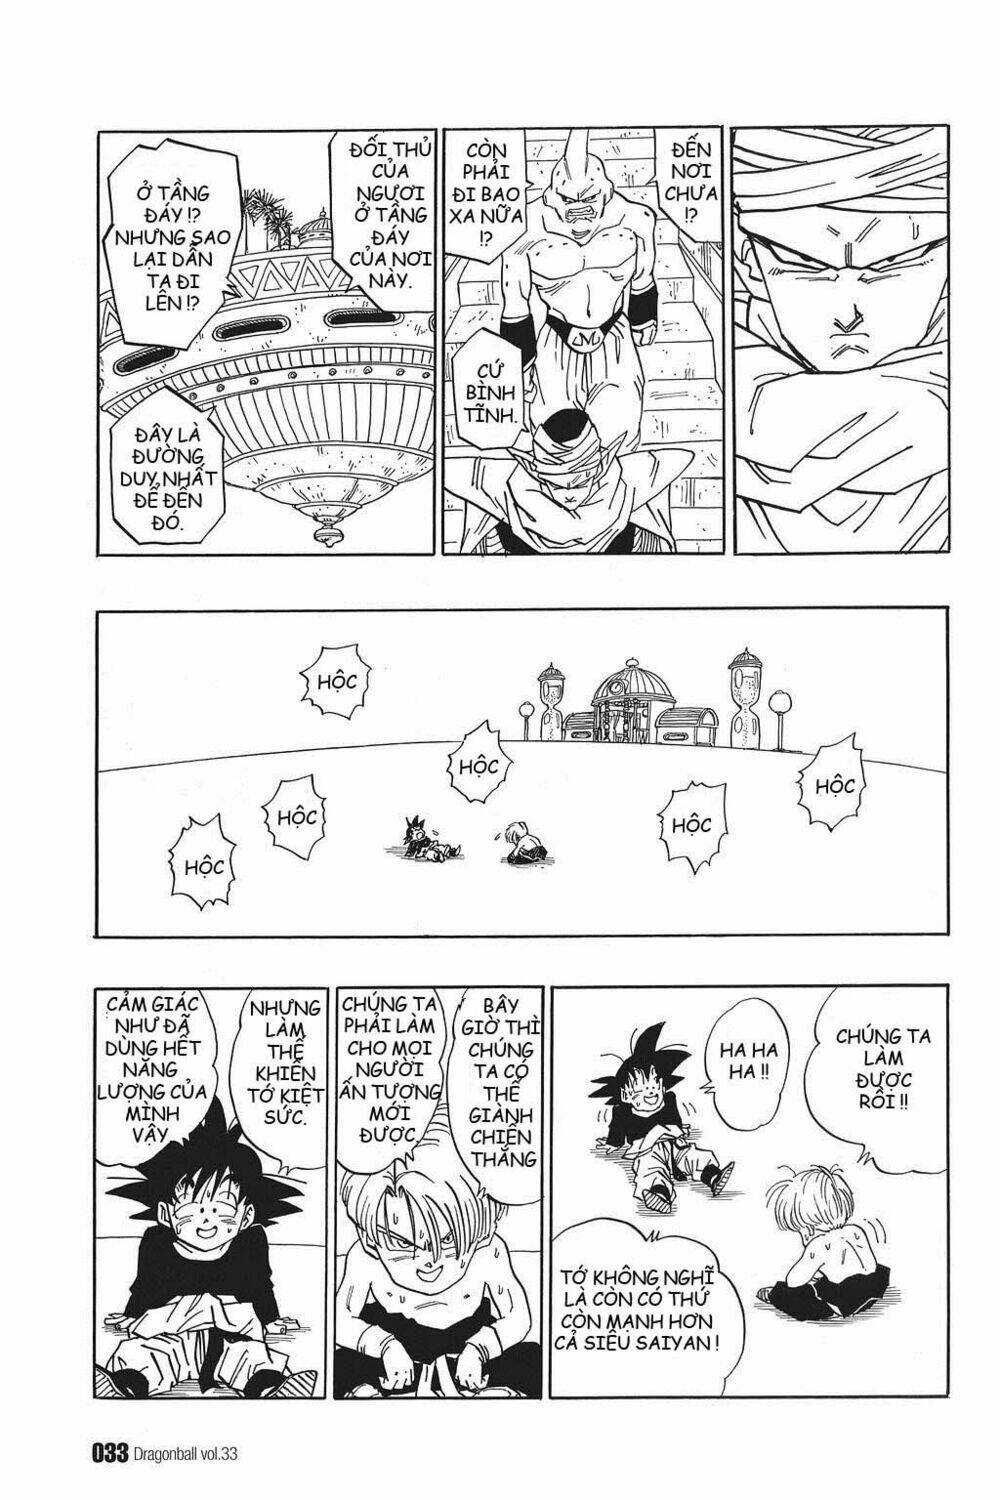 ĐẾN
NƠI
CHƯA
!?
CÒN
PHẢI
ĐI BAO
XA NỮA
!?
CỨ
BÌNH
TĨNH.
ĐỐI THỦ
CỦA
NGƯƠI
Ở TẦNG
ĐÁY
CỦA NƠI
NÀY.
Ở TẦNG
ĐÁY !?
NHƯNG SAO
LẠI DẪN
TA ĐI
LÊN !?
ĐÂY LÀ
ĐƯỜNG
DUY NHẤT
ĐỂ ĐẾN
ĐÓ.
HỘC
HỘC
HỘC
HỘC
HỘC
HỘC
CHÚNG TA
LÀM
ĐƯỢC
RỒI !!
HA HA
HA !!
TỚ KHÔNG NGHĨ
LÀ CÒN CÓ THỨ
CÒN MẠNH HƠN
CẢ SIÊU SAIYAN !
BÂY
GIỜ THÌ
CHÚNG
TA CÓ
THỂ
GIÀNH
CHIẾN
THẮNG
CHÚNG TA
PHẢI LÀM
CHO MỌI
NGƯỜI
ẤN TƯỢNG
MỚI
ĐƯỢC.
NHƯNG
LÀM
THẾ
KHIẾN
TỚ KIỆT
SỨC.
CẢM GIÁC
NHƯ ĐÃ
DÙNG HẾT
NĂNG
LƯỢNG CỦA
MÌNH
VẬY
033 Dragonball vol.33